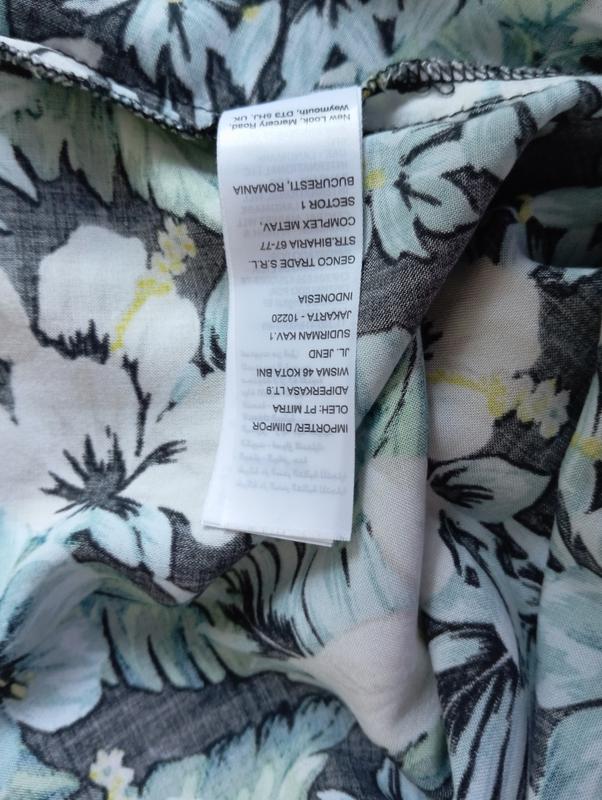 IMPORTER/ DIIMPOR
OLEH: PT MITRA
ADIPERKASA LT.9
WISMA 46 KOTA BNI
JL. JEND
SUDIRMAN KAV.1
JAKARTA - 10220
INDONESIA
GENCO TRADE S.R.L.
STR.BIHARIA 67-77
COMPLEX METAV,
SECTOR 1
BUCURESTI, ROMANIA
New Look, Mercery Road,
Weymouth, DT3 5HJ, UK.